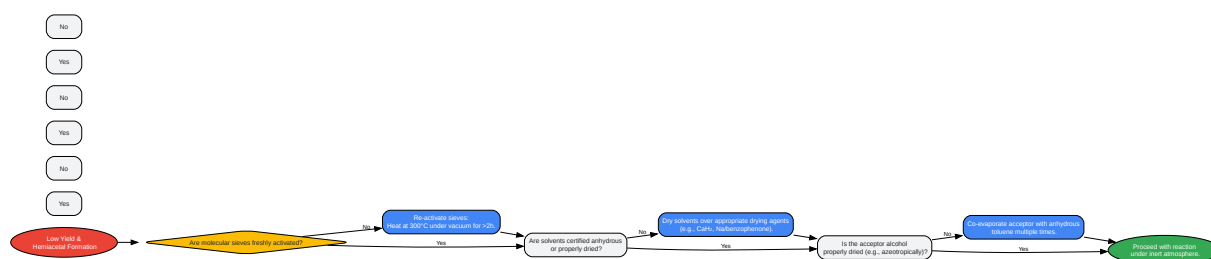 No
Yes
No
Yes
No
Yes
Low Yield &
Hemiacetal Formation
Are molecular sieves freshly activated?
No
Yes
Re-activate sieves:
Heat at 300°C under vacuum for >2h.
Are solvents certified anhydrous
or properly dried?
No
Yes
Dry solvents over appropriate drying agents
(e.g., CaH₂, Na/benzophenone).
Is the acceptor alcohol
properly dried (e.g., azeotropically)?
No
Yes
Co-evaporate acceptor with anhydrous
toluene multiple times.
Proceed with reaction
under inert atmosphere.